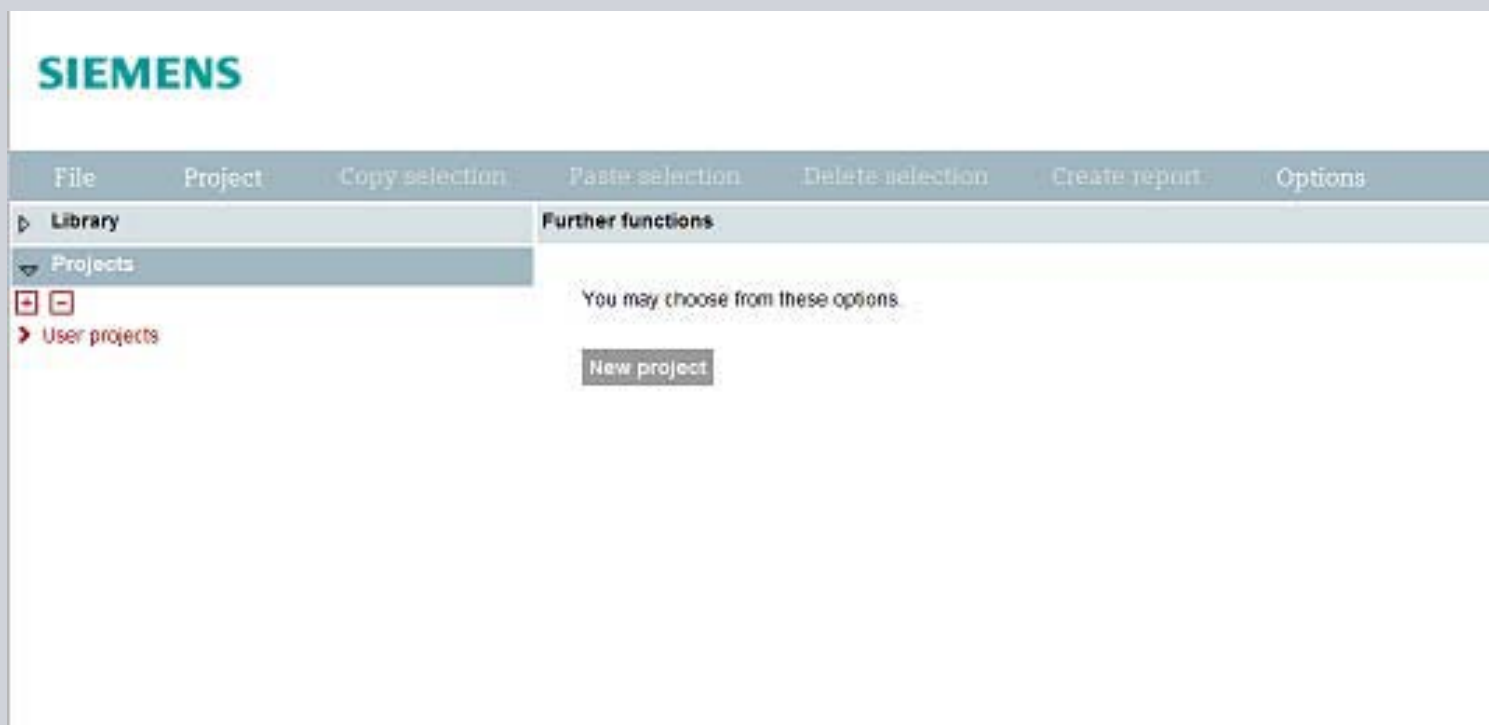 SIEMENS
File Project Copy selection Paste selection Delete selection Create report Options
Library
Further functions
Projects
You may choose from these options.
User projects
New project